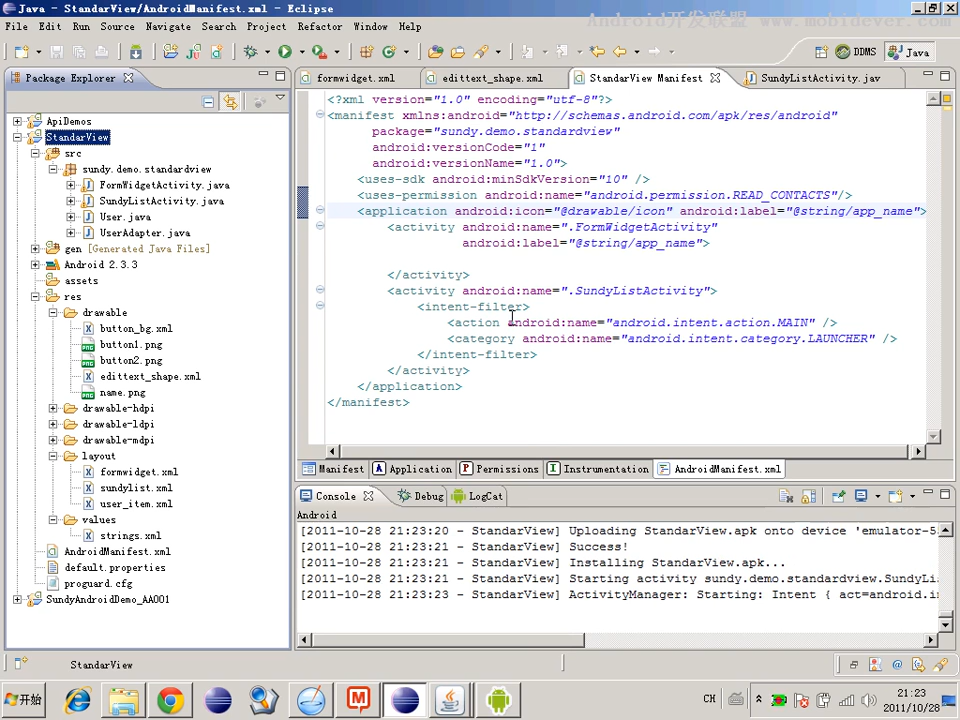 Java - StandarView/AndroidManifest.xml - Eclipse
Android开发联盟 www.mobidever.com
File Edit Run Source Navigate Search Project Refactor Window Help
DDMS Java
Package Explorer
formwidget.xml edittext_shape.xml StandarView Manifest SundyListActivity.jav
ApiDemos
StandarView
src
sundy.demo.standardview
FormWidgetActivity.java
SundyListActivity.java
User.java
UserAdapter.java
gen [Generated Java Files]
Android 2.3.3
assets
res
drawable
button_bg.xml
button1.png
button2.png
edittext_shape.xml
name.png
drawable-hdpi
drawable-ldpi
drawable-mdpi
layout
formwidget.xml
sundylist.xml
user_item.xml
values
strings.xml
AndroidManifest.xml
default.properties
proguard.cfg
SundyAndroidDemo_AA001
<?xml version="1.0" encoding="utf-8"?>
<manifest xmlns:android="http://schemas.android.com/apk/res/android"
package="sundy.demo.standardview"
android:versionCode="1"
android:versionName="1.0">
<uses-sdk android:minSdkVersion="10" />
<uses-permission android:name="android.permission.READ_CONTACTS"/>
<application android:icon="@drawable/icon" android:label="@string/app_name">
<activity android:name=".FormWidgetActivity"
android:label="@string/app_name">
</activity>
<activity android:name=".SundyListActivity">
<intent-filter>
<action android:name="android.intent.action.MAIN" />
<category android:name="android.intent.category.LAUNCHER" />
</intent-filter>
</activity>
</application>
</manifest>
Manifest A Application P Permissions I Instrumentation AndroidManifest.xml
Console Debug LogCat
Android
[2011-10-28 21:23:20 - StandarView] Uploading StandarView.apk onto device 'emulator-5
[2011-10-28 21:23:21 - StandarView] Success!
[2011-10-28 21:23:21 - StandarView] Installing StandarView.apk...
[2011-10-28 21:23:21 - StandarView] Starting activity sundy.demo.standardview.SundyLi
[2011-10-28 21:23:23 - StandarView] ActivityManager: Starting: Intent { act=android.i
StandarView
开始
CH
21:23
2011/10/28